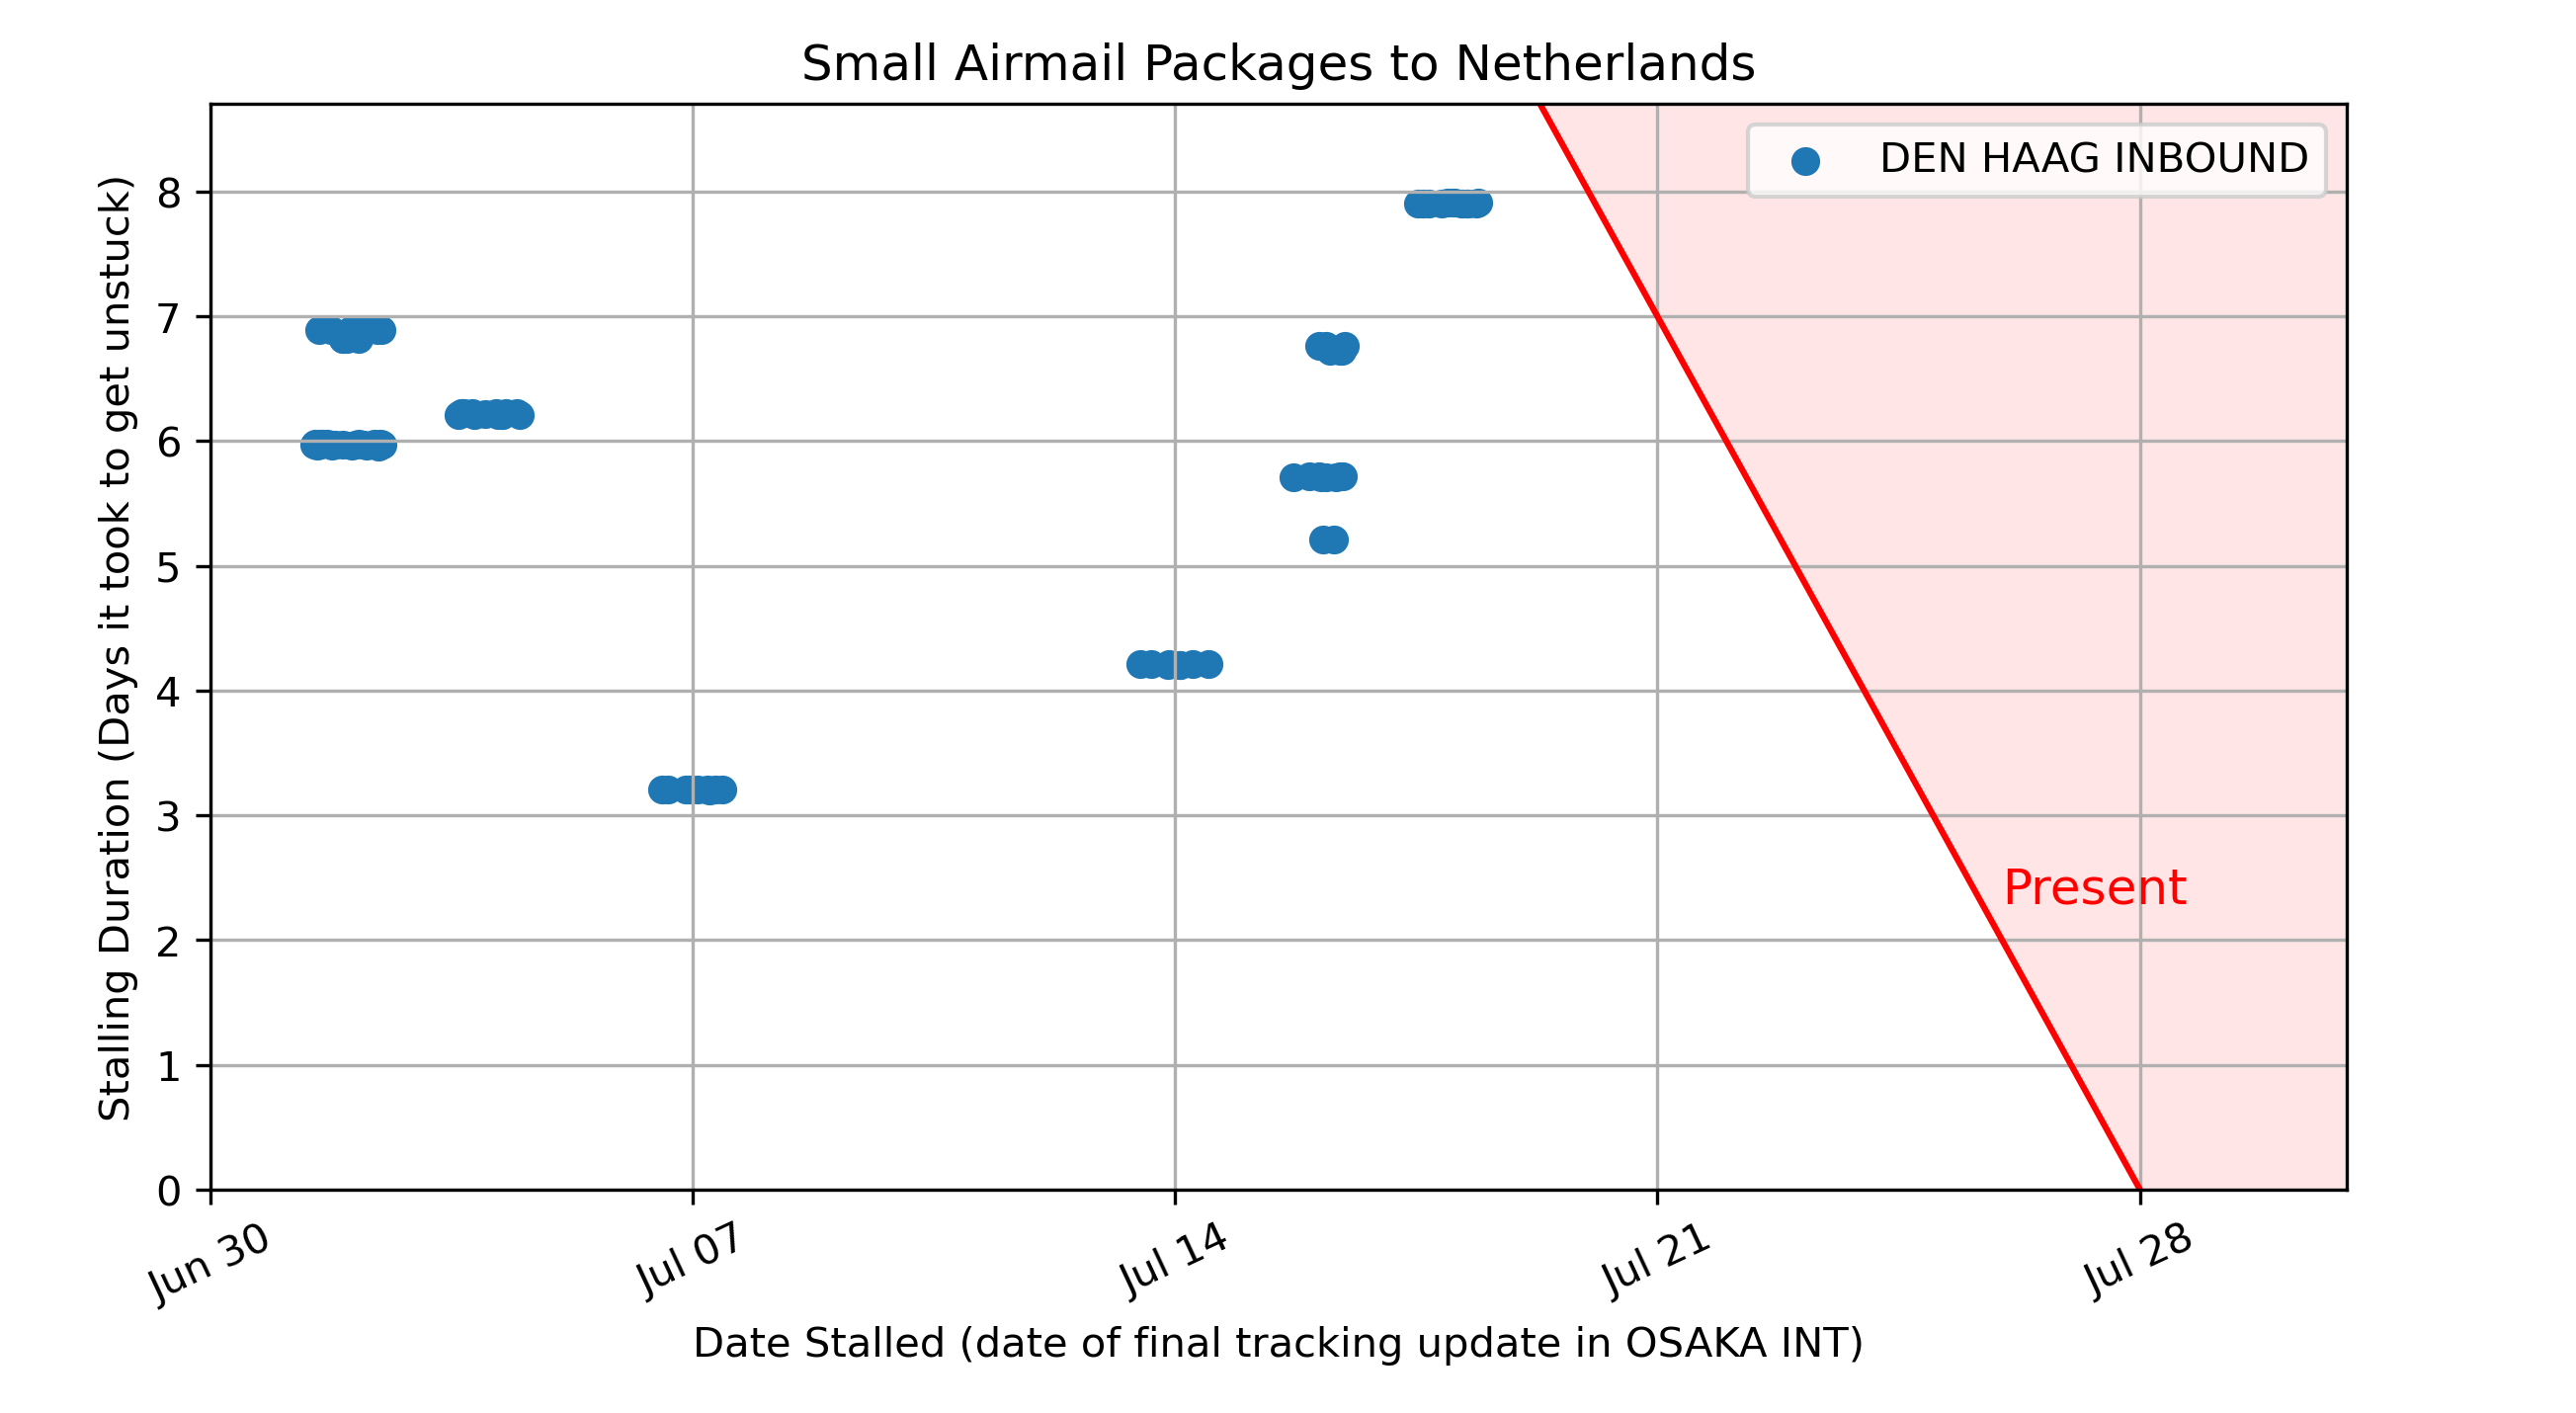 Small Airmail Packages to Netherlands
DEN HAAG INBOUND
Stalling Duration (Days it took to get unstuck)
8
7
6
5
4
3
2
1
0
Present
Jun 30
Jul 07
Jul 14
Jul 21
Jul 28
Date Stalled (date of final tracking update in OSAKA INT)